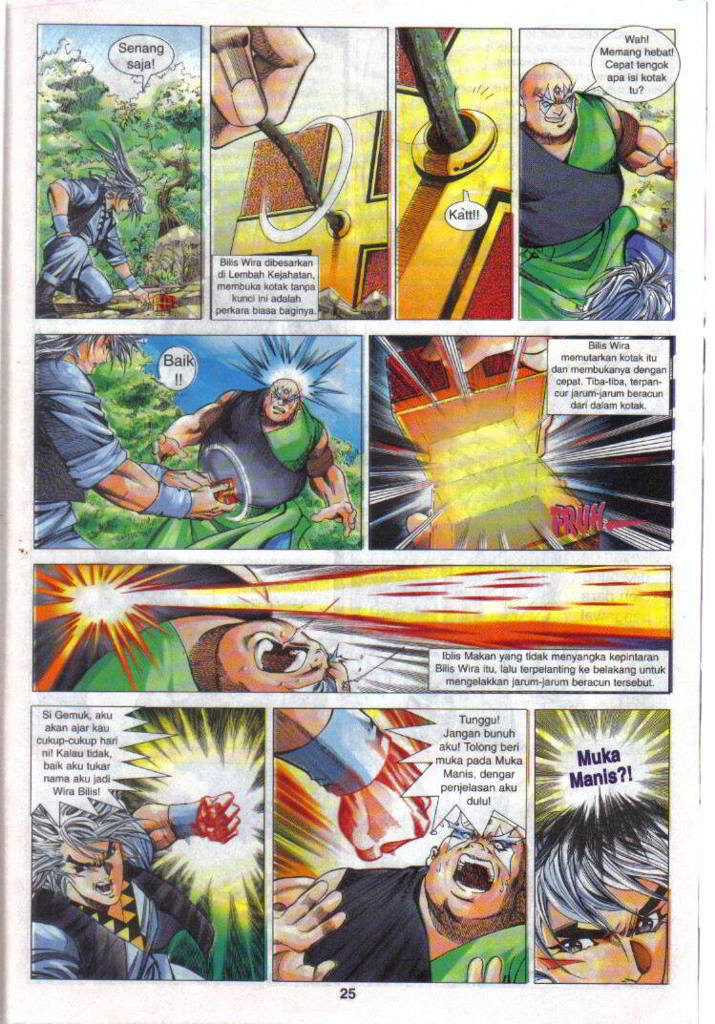 Senang
saja!
Bilis Wira dibesarkan
di Lembah Kejahatan,
membuka kotak tanpa
kunci ini adalah
perkara biasa baginya.
Katt!!
Wah!
Memang hebat!
Cepat tengok
apa isi kotak
tu?
Baik
!!
Bilis Wira
memutarkan kotak itu
dan membukanya dengan
cepat. Tiba-tiba, terpan-
cur jarum-jarum beracun
dari dalam kotak.
PRUH
Iblis Makan yang tidak menyangka kepintaran
Bilis Wira itu, lalu terpelanting ke belakang untuk
mengelakkan jarum-jarum beracun tersebut.
Si Gemuk, aku
akan ajar kau
cukup-cukup hari
ni! Kalau tidak,
baik aku tukar
nama aku jadi
Wira Bilis!
Tunggu!
Jangan bunuh
aku! Tolong beri
muka pada Muka
Manis, dengar
penjelasan aku
dulu!
Muka
Manis?!
25